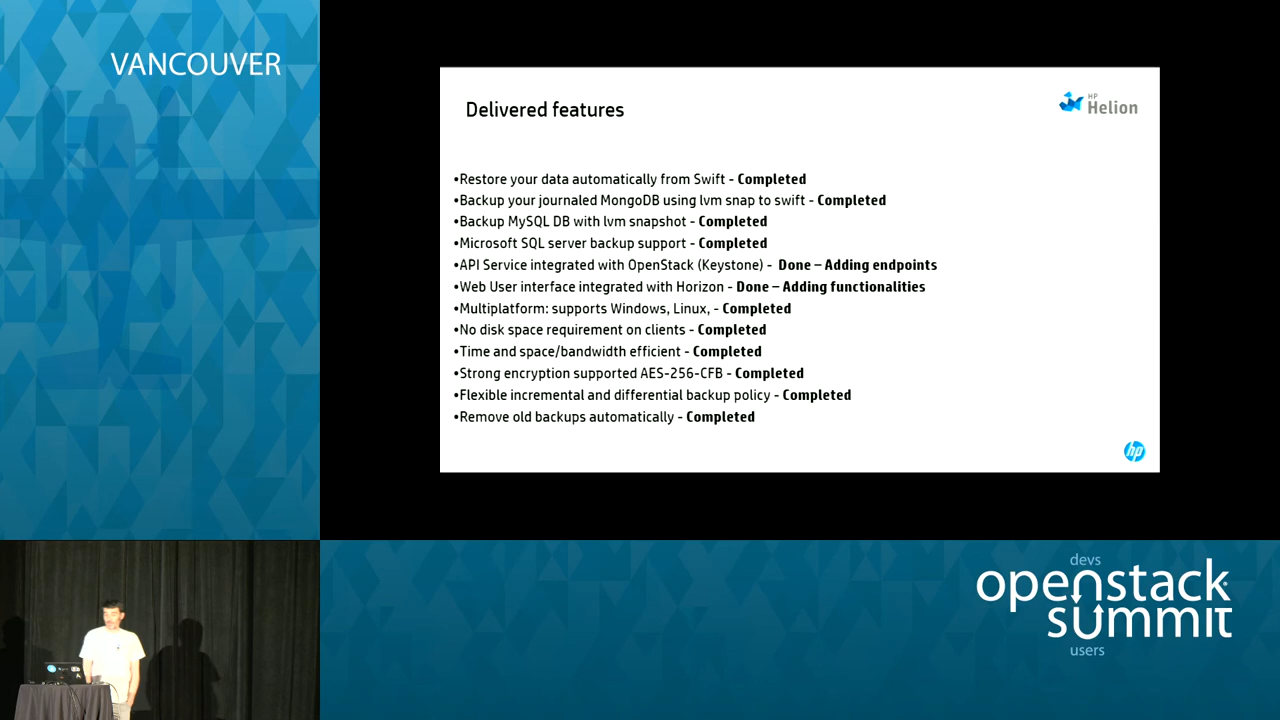 VANCOUVER
Delivered features
HP
Helion
•Restore your data automatically from Swift - Completed
•Backup your journaled MongoDB using lvm snap to swift - Completed
•Backup MySQL DB with lvm snapshot - Completed
•Microsoft SQL server backup support - Completed
•API Service integrated with OpenStack (Keystone) - Done – Adding endpoints
•Web User interface integrated with Horizon - Done – Adding functionalities
•Multiplatform: supports Windows, Linux, - Completed
•No disk space requirement on clients - Completed
•Time and space/bandwidth efficient - Completed
•Strong encryption supported AES-256-CFB - Completed
•Flexible incremental and differential backup policy - Completed
•Remove old backups automatically - Completed
hp
devs
openstack
summit
users